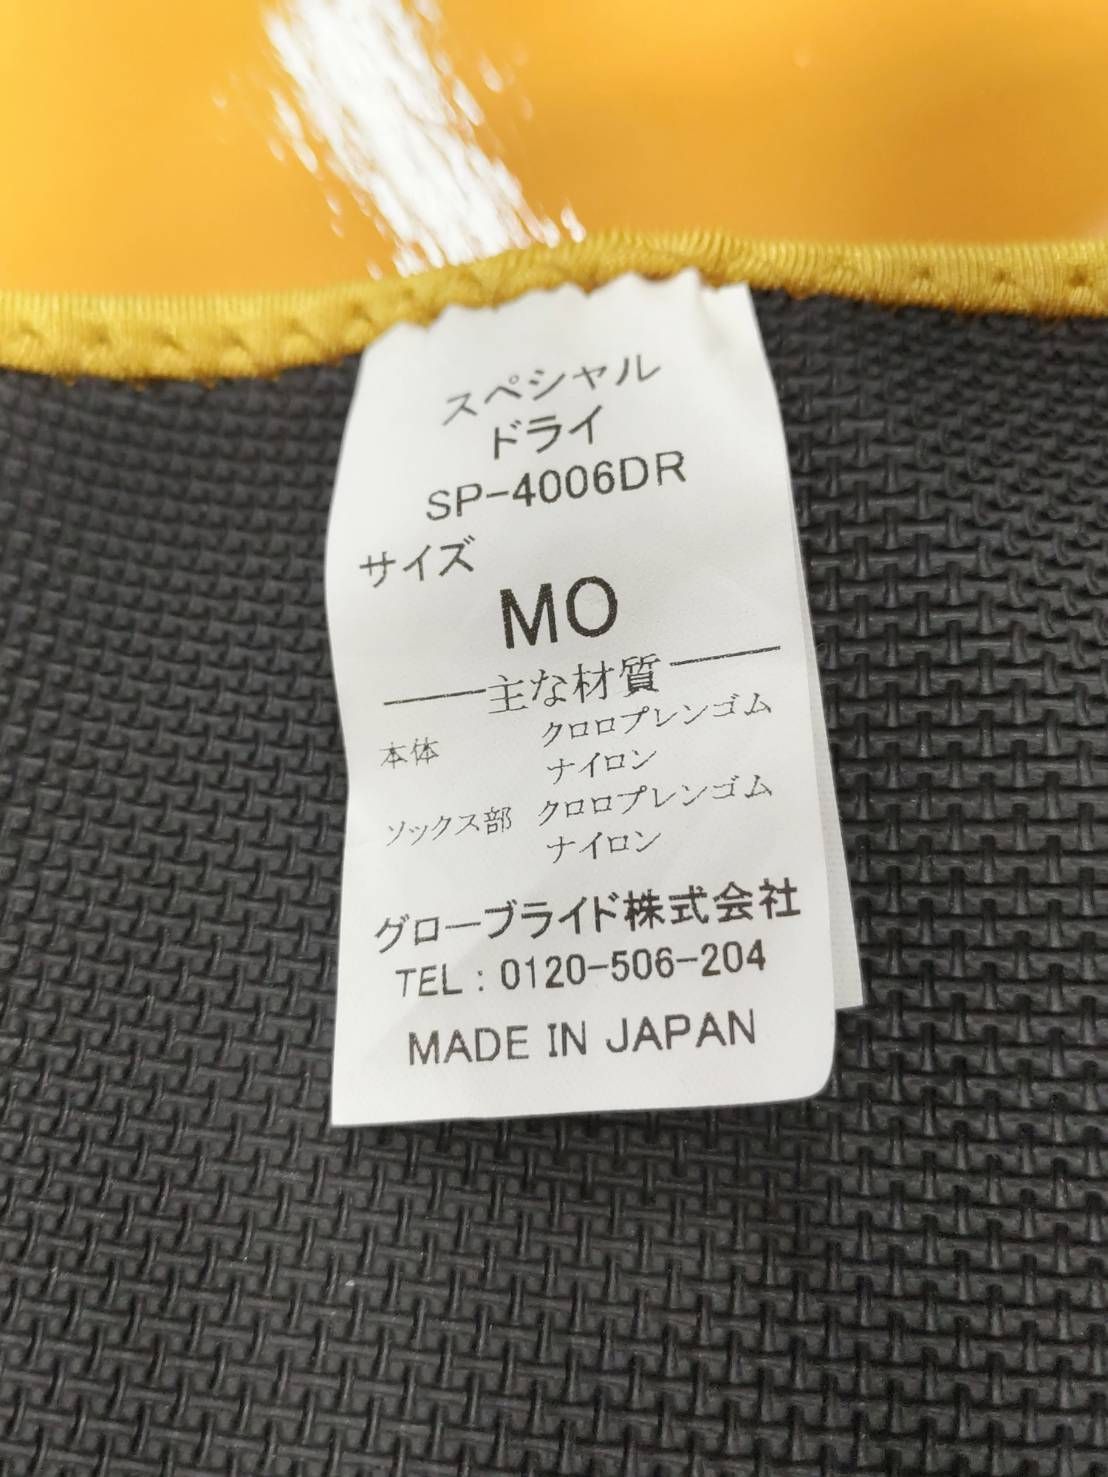 スペシャル
ドライ
SP-4006DR
サイズ
MO
主な材質
本体 クロロプレンゴム
ナイロン
ソックス部 クロロプレンゴム
ナイロン
グローブライド株式会社
TEL：0120-506-204
MADE IN JAPAN